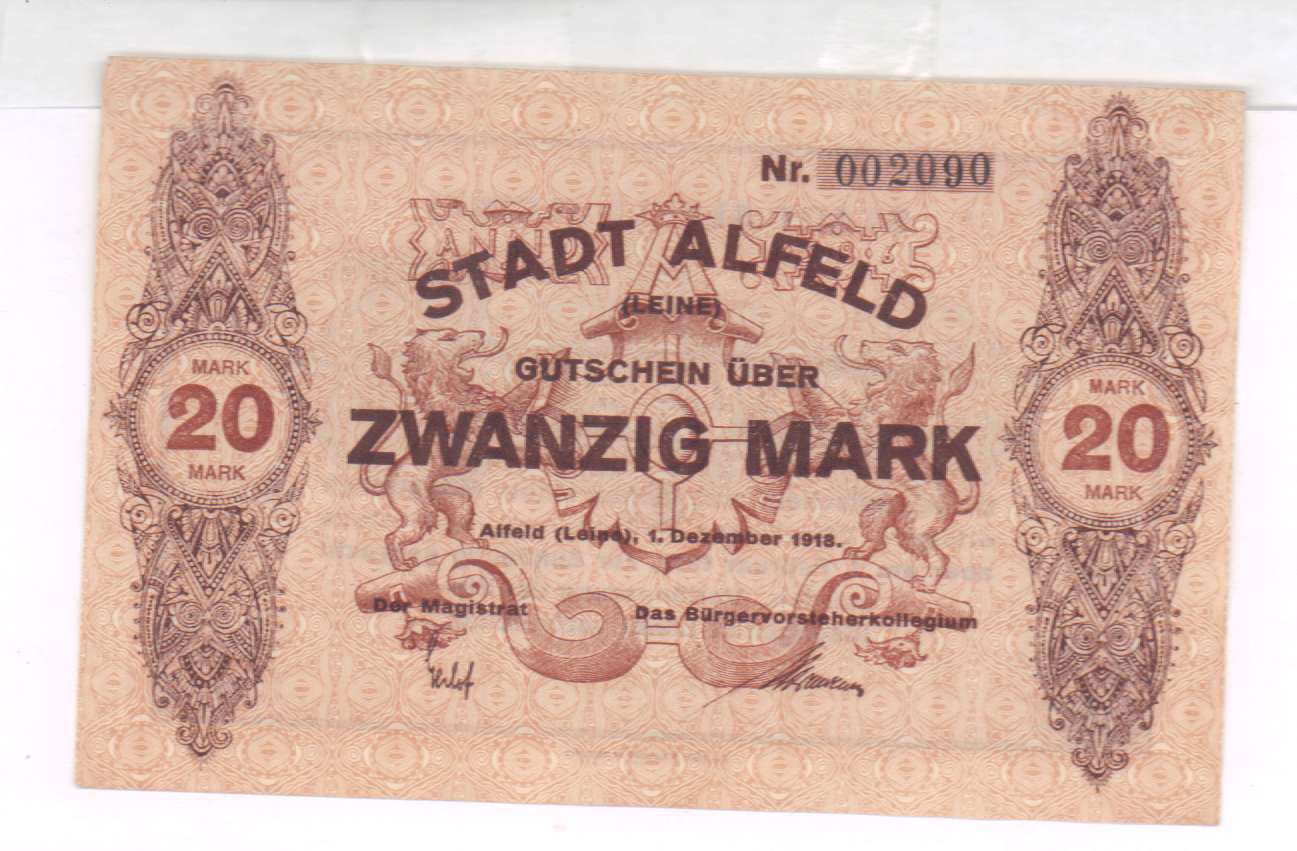 Nr. 002090
STADT ALFELD
(LEINE)
GUTSCHEIN ÜBER
ZWANZIG MARK
MARK
20
MARK
MARK
20
MARK
Alfeld (Leine), 1. Dezember 1918.
Der Magistrat
Das Bürgervorsteherkollegium